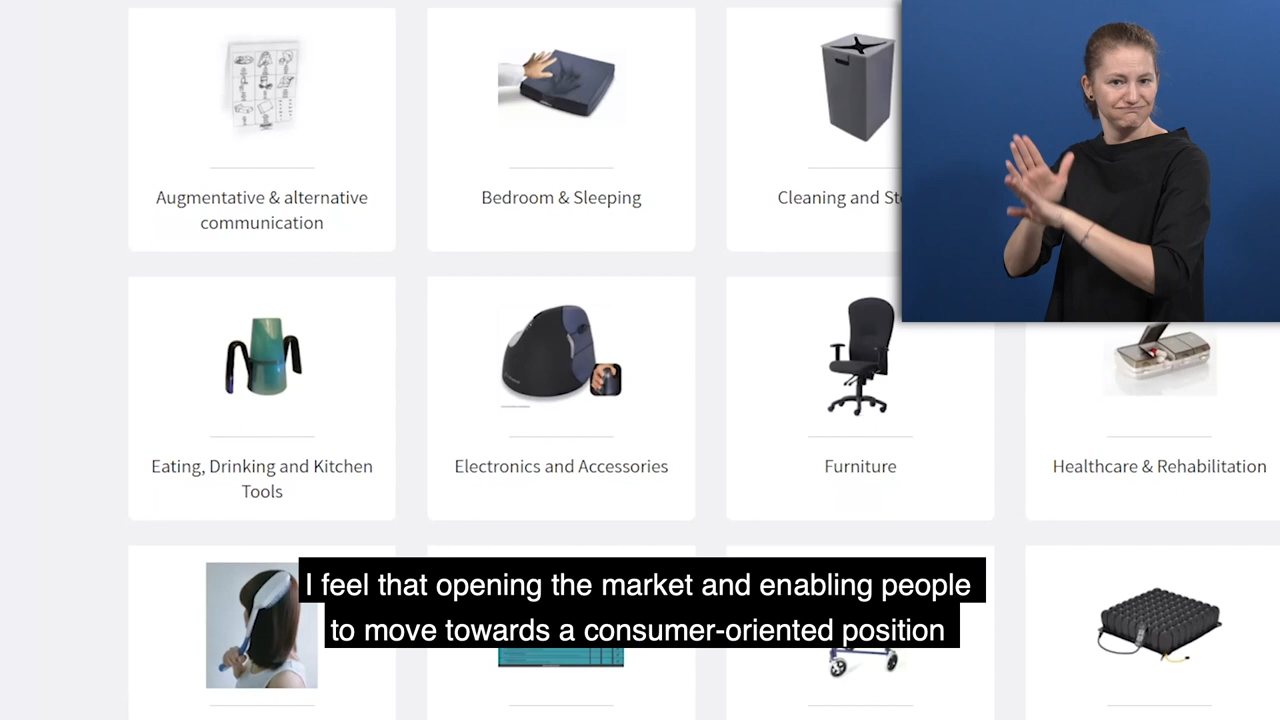 Augmentative & alternative
communication
Bedroom & Sleeping
Cleaning and
Eating, Drinking and Kitchen
Tools
Electronics and Accessories
Furniture
Healthcare & Rehabilitation
I feel that opening the market and enabling people
to move towards a consumer-oriented position